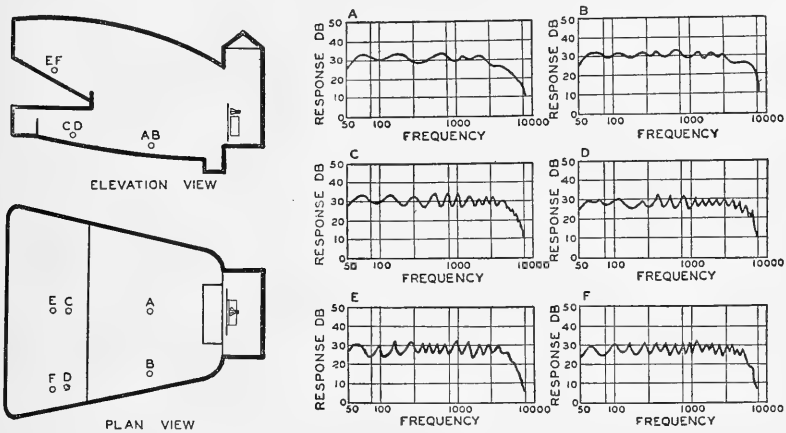 EF
CD
AB
ELEVATION VIEW
E C A
B
F D
PLAN VIEW
A
RESPONSE DB
50
40
30
20
10
0
50 100 1000 10000
FREQUENCY
B
RESPONSE DB
50
40
30
20
10
0
50 100 1000 10000
FREQUENCY
C
RESPONSE DB
50
40
30
20
10
0
50 100 1000 10000
FREQUENCY
D
RESPONSE DB
50
40
30
20
10
0
50 100 1000 10000
FREQUENCY
E
RESPONSE DB
50
40
30
20
10
0
50 100 1000 10000
FREQUENCY
F
RESPONSE DB
50
40
30
20
10
0
50 100 1000 10000
FREQUENCY